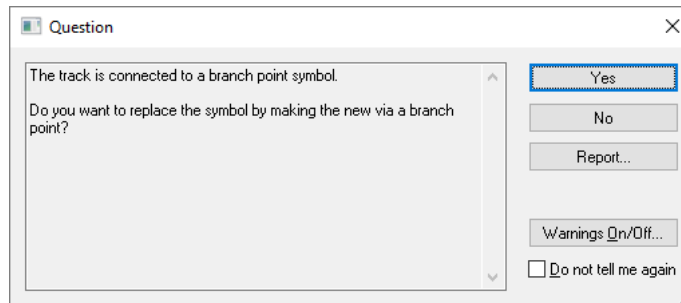 Question
The track is connected to a branch point symbol.
Do you want to replace the symbol by making the new via a branch
point?
Yes
No
Report...
Warnings On/Off...
Do not tell me again